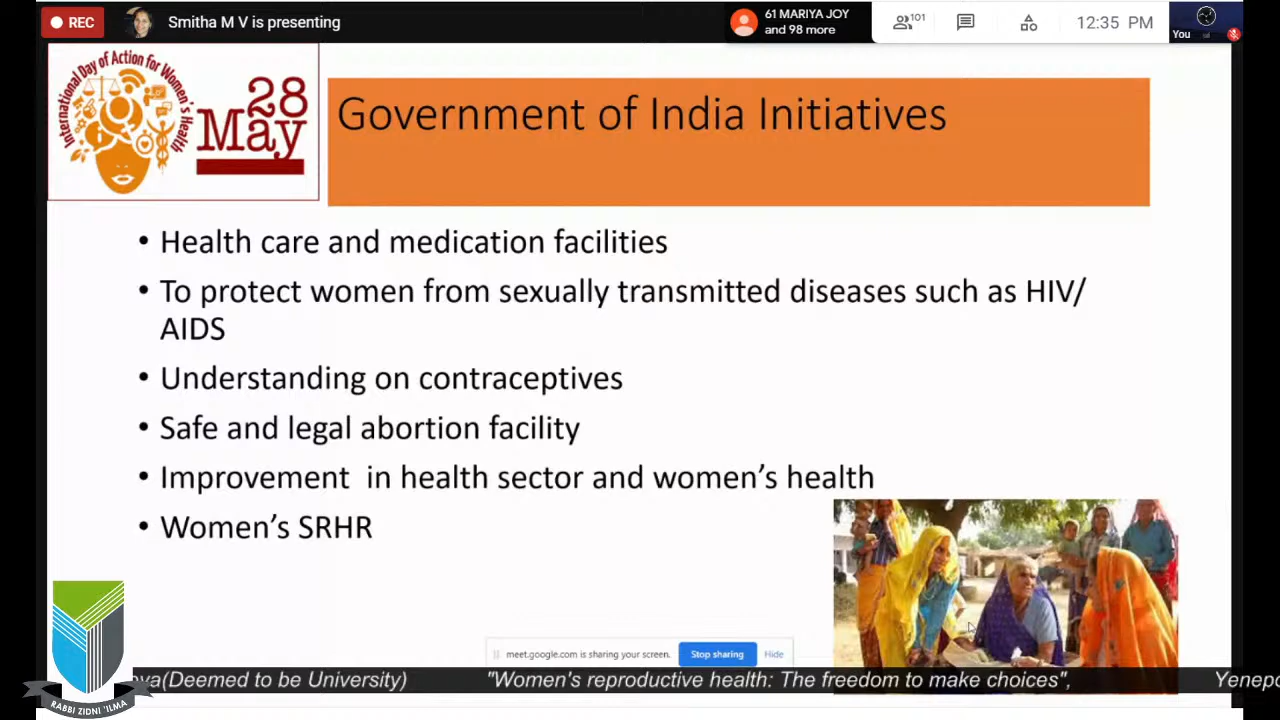 REC
Smitha M V is presenting
61 MARIYA JOY
and 98 more
101
12:35 PM
You
International Day of Action for Women's Health
28
May
Government of India Initiatives
• Health care and medication facilities
• To protect women from sexually transmitted diseases such as HIV/
AIDS
• Understanding on contraceptives
• Safe and legal abortion facility
• Improvement  in health sector and women's health
• Women's SRHR
meet.google.com is sharing your screen.
Stop sharing
Hide
(Deemed to be University)
"Women's reproductive health: The freedom to make choices",
RABBI ZIDNI 'ILMA